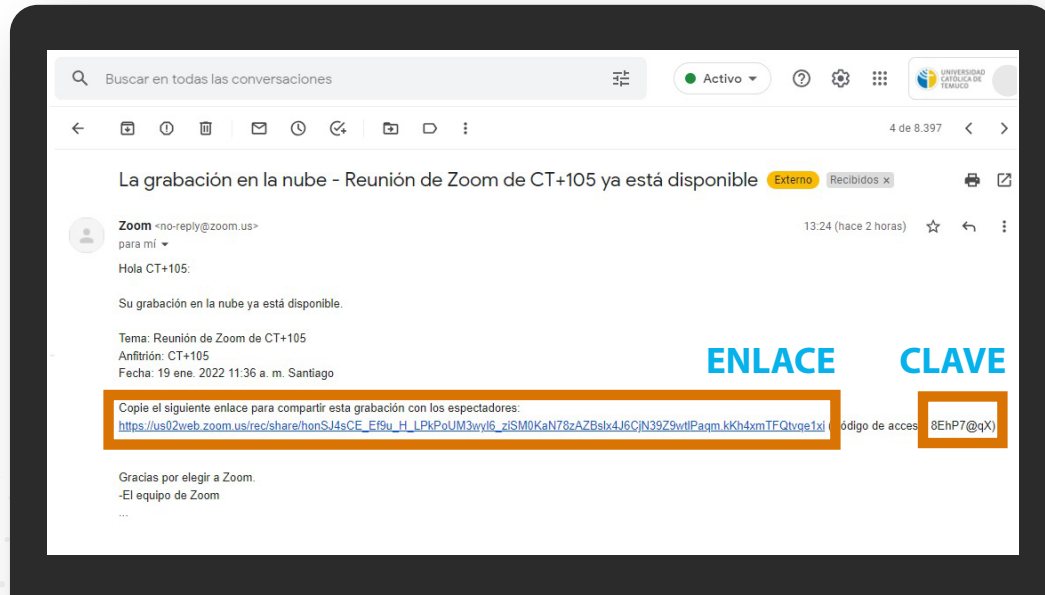 Buscar en todas las conversaciones
Activo
UNIVERSIDAD
CATÓLICA DE
TEMUCO
4 de 8.397
La grabación en la nube - Reunión de Zoom de CT+105 ya está disponible Externo Recibidos x
Zoom <no-reply@zoom.us> 13:24 (hace 2 horas)
para mí
Hola CT+105:
Su grabación en la nube ya está disponible.
Tema: Reunión de Zoom de CT+105
Anfitrión: CT+105
Fecha: 19 ene. 2022 11:36 a. m. Santiago
ENLACE CLAVE
Copie el siguiente enlace para compartir esta grabación con los espectadores:
https://us02web.zoom.us/rec/share/honSJ4sCE_Ef9u_H_LPkPoUM3wyl6_ziSM0KaN78zAZBslx4J6CjN39Z9wtlPaqm.kKh4xmTFQtvqe1xi ódigo de acces 8EhP7@qX)
Gracias por elegir a Zoom.
-El equipo de Zoom
...